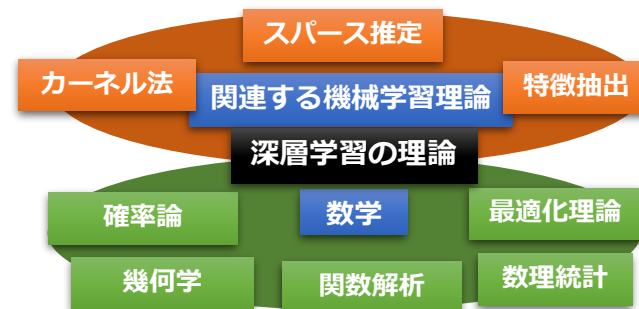 スパース推定
カーネル法
関連する機械学習理論
特徴抽出
深層学習の理論
確率論
数学
最適化理論
幾何学
関数解析
数理統計